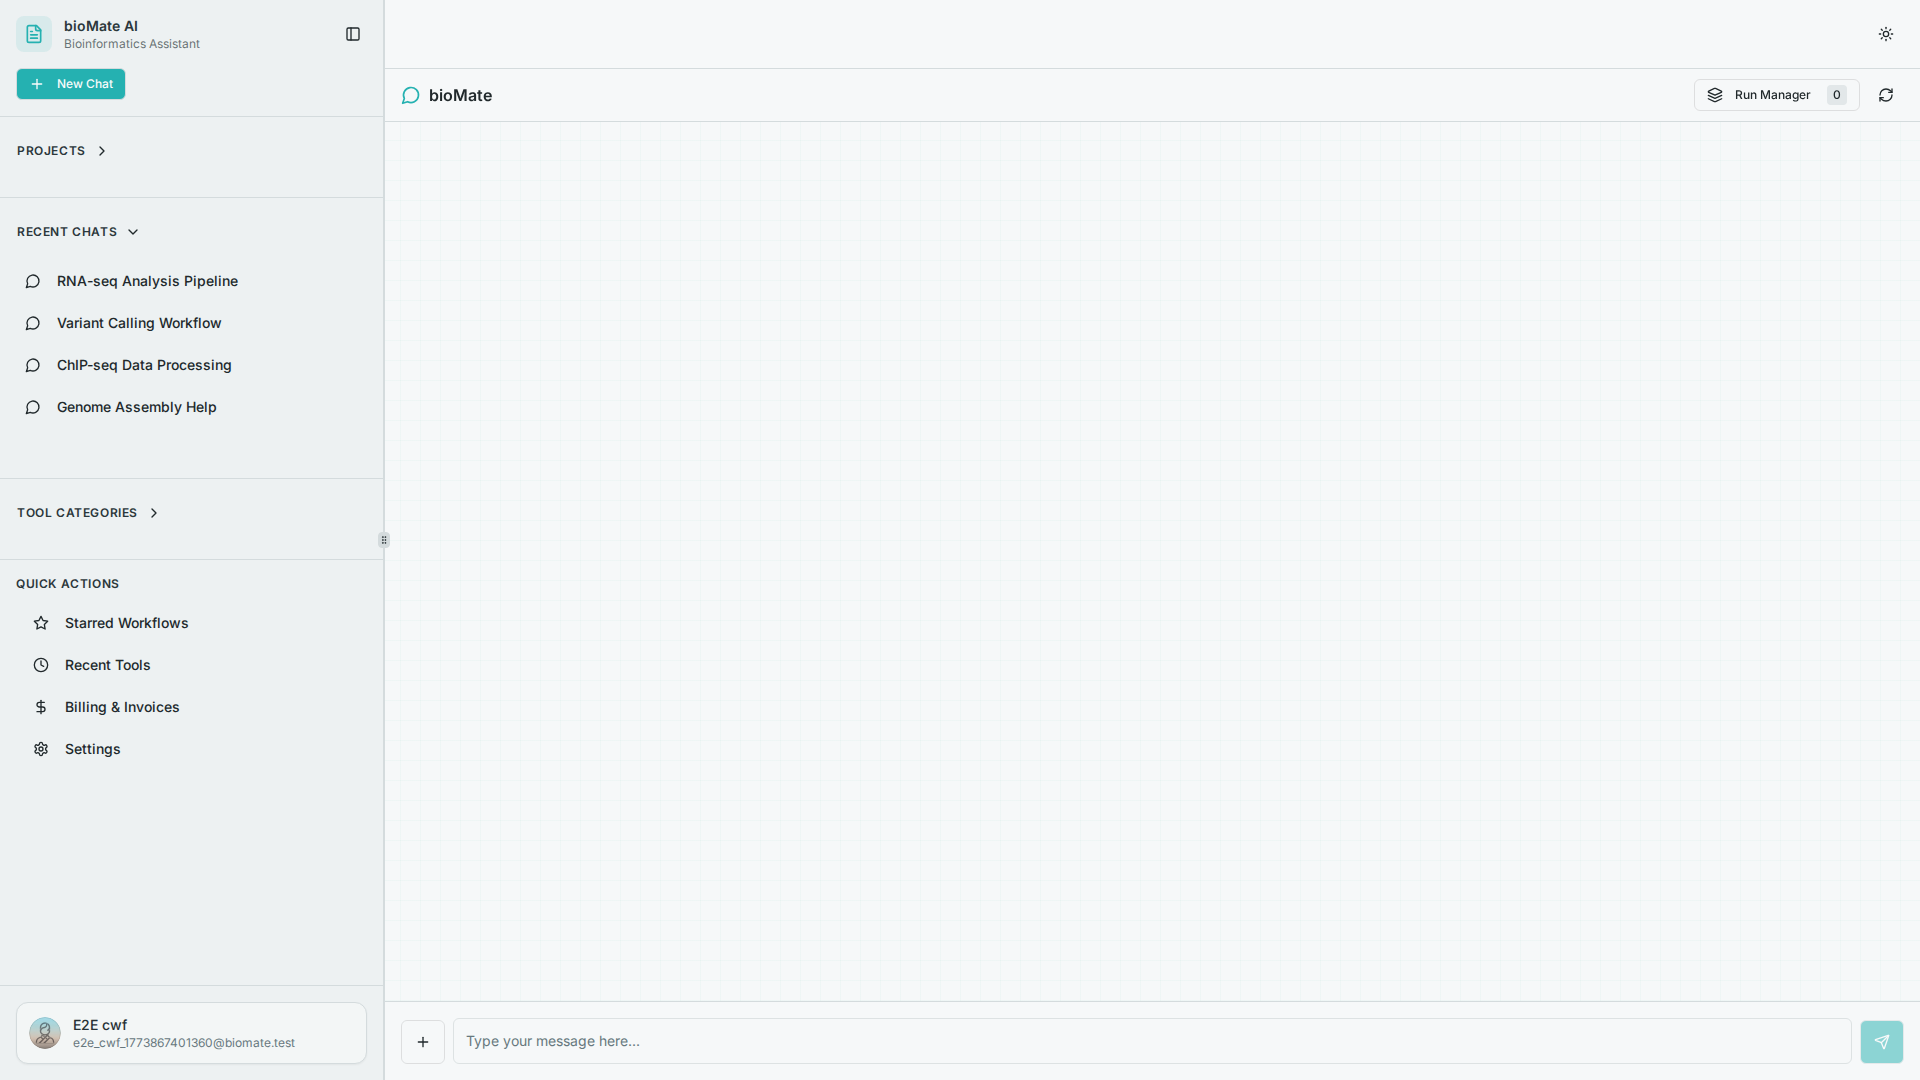 bioMate AI
Bioinformatics Assistant
New Chat
PROJECTS
RECENT CHATS
RNA-seq Analysis Pipeline
Variant Calling Workflow
ChIP-seq Data Processing
Genome Assembly Help
TOOL CATEGORIES
QUICK ACTIONS
Starred Workflows
Recent Tools
Billing & Invoices
Settings
E2E cwf
e2e_cwf_1773867401360@biomate.test
bioMate
Run Manager 0
Type your message here...